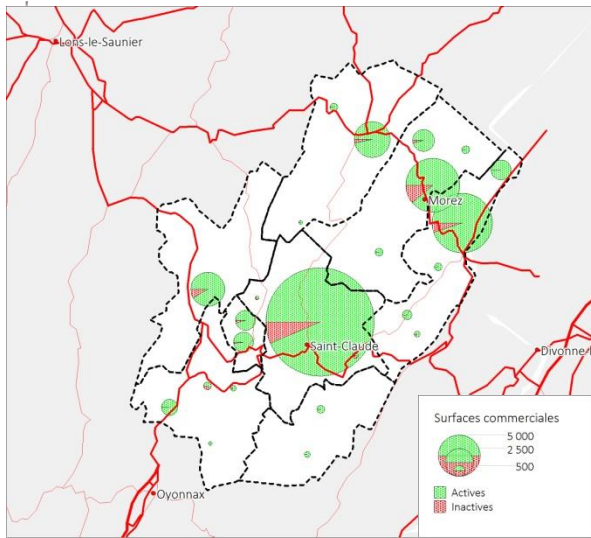 Lons-le-Saunier
Morez
Saint-Claude
Divonne-l
Oyonnax
Surfaces commerciales
5 000
2 500
500
Actives
Inactives